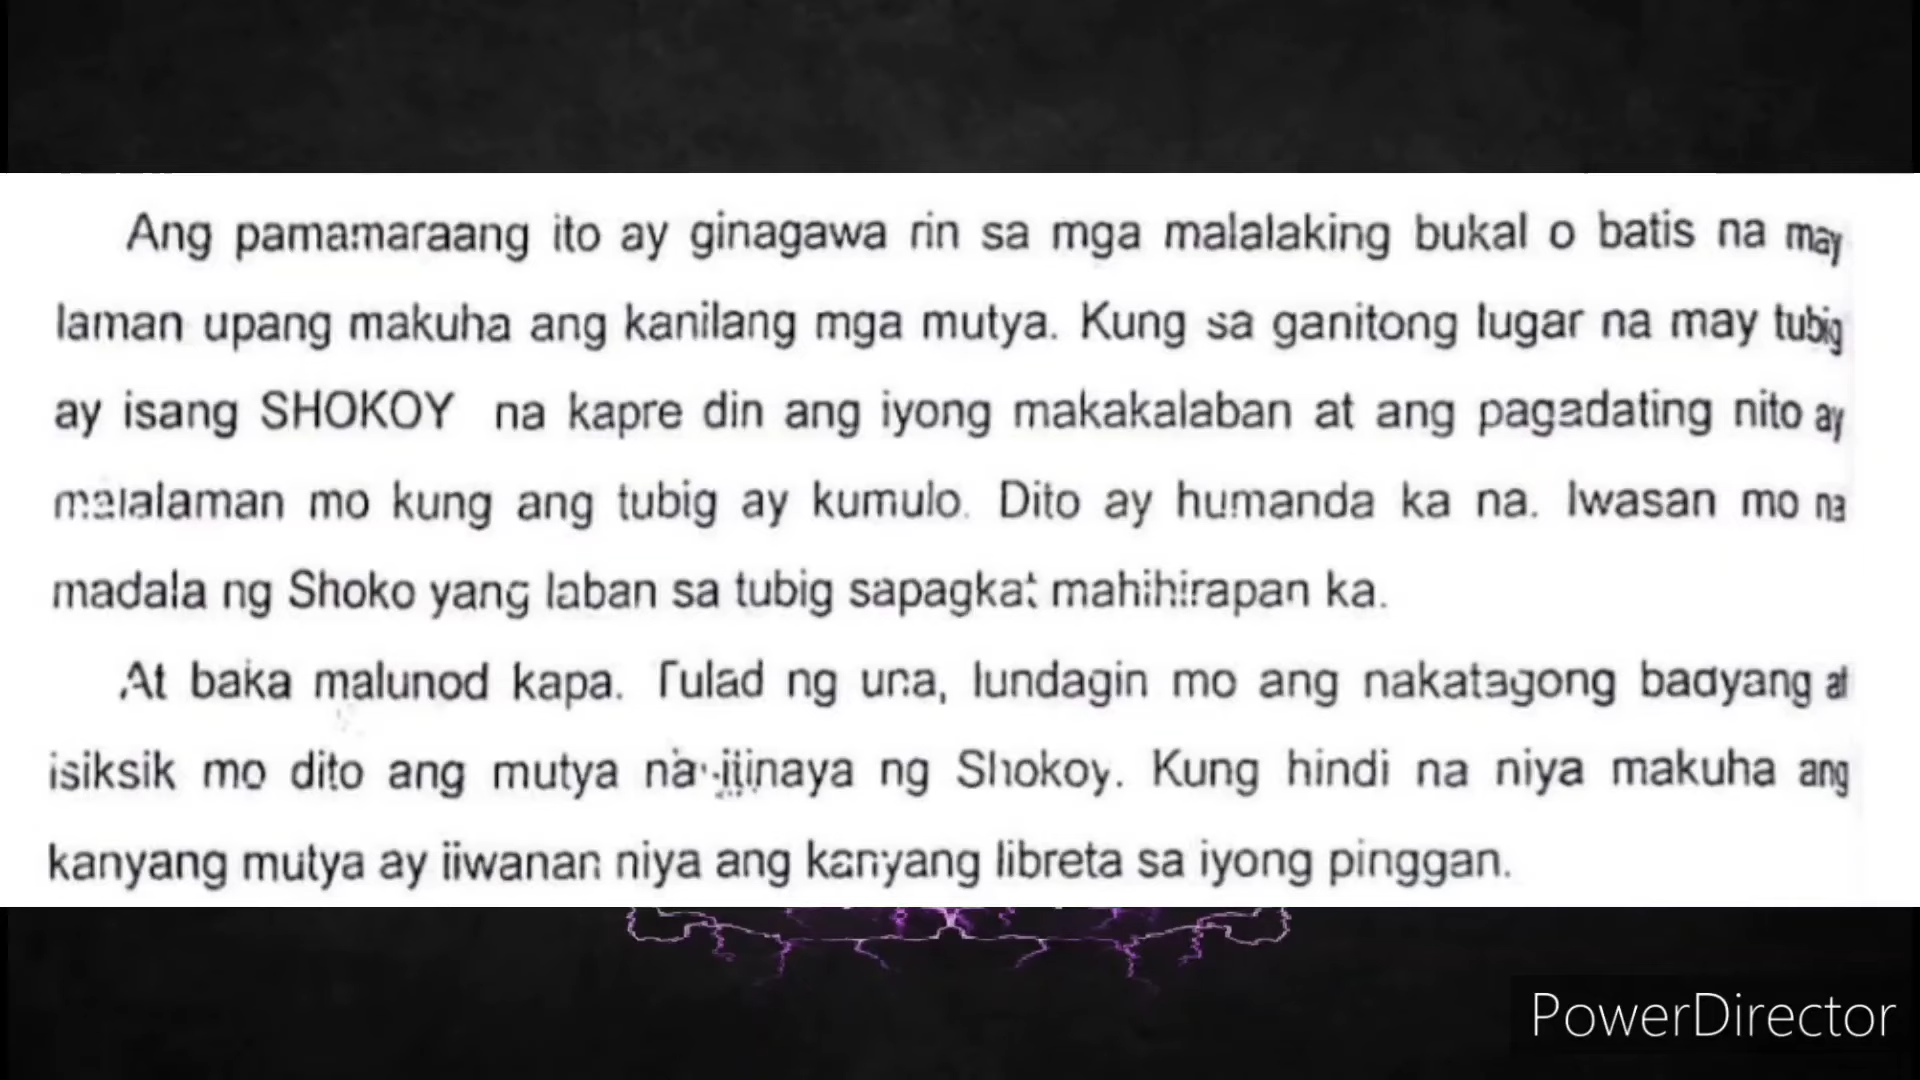 Ang pamamaraang ito ay ginagawa rin sa mga malalaking bukal o batis na may
laman upang makuha ang kanilang mga mutya. Kung sa ganitong lugar na may tubig
ay isang SHOKOY na kapre din ang iyong makakalaban at ang pagadating nito ay
malalaman mo kung ang tubig ay kumulo. Dito ay humanda ka na. Iwasan mo na
madala ng Shoko yang laban sa tubig sapagkat mahihirapan ka.
At baka malunod kapa. Tulad ng una, lundagin mo ang nakatagong badyang at
isiksik mo dito ang mutya na itinaya ng Shokoy. Kung hindi na niya makuha ang
kanyang mutya ay iiwanan niya ang kanyang libreta sa iyong pinggan.
PowerDirector